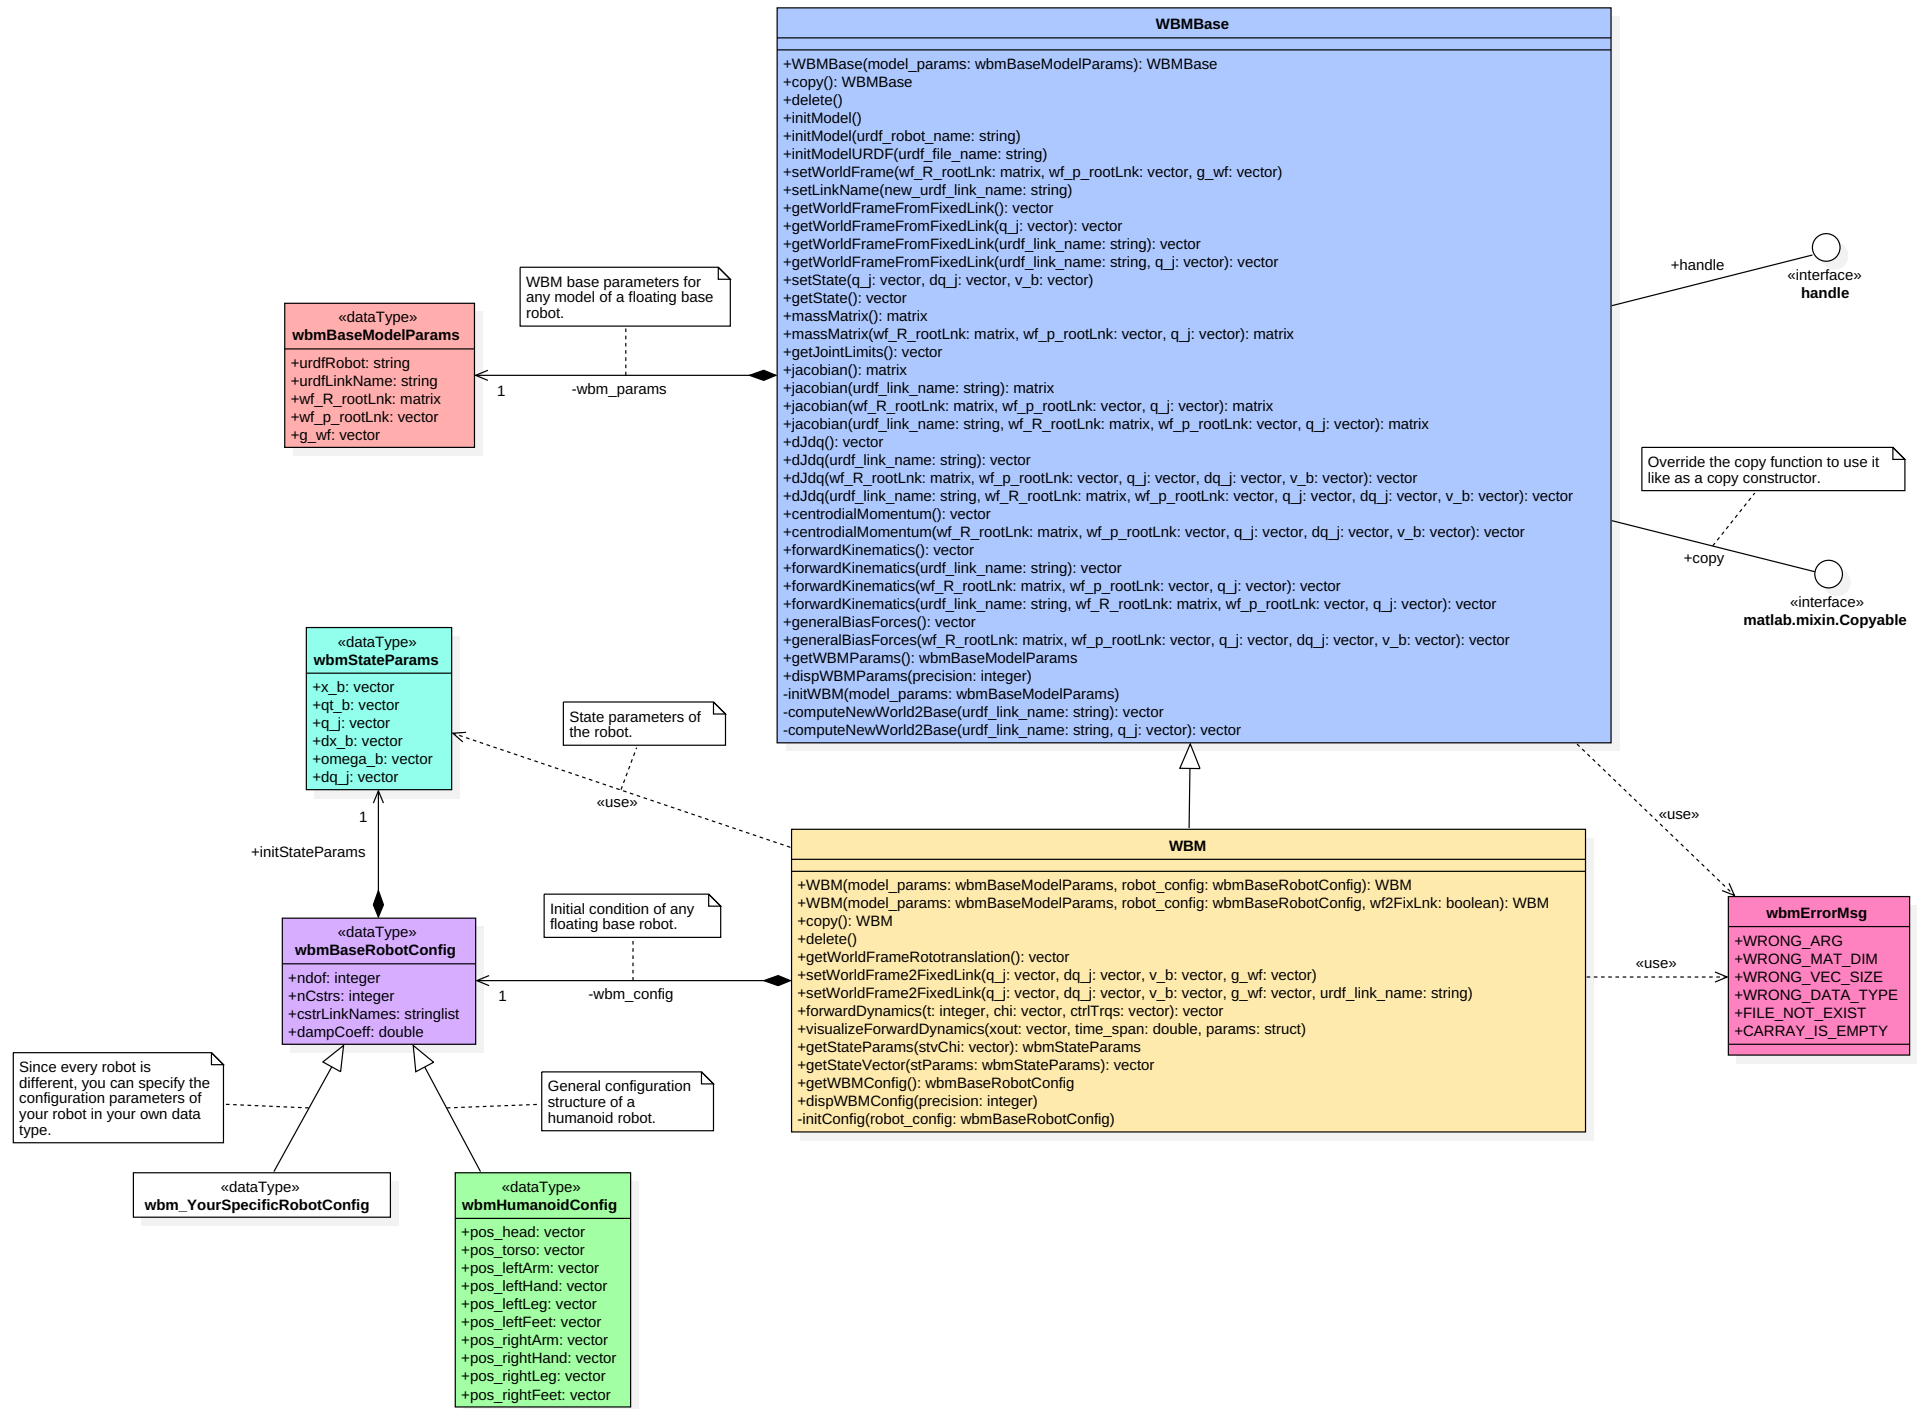 WBMBase
+WBMBase(model_params: wbmBaseModelParams): WBMBase
+copy(): WBMBase
+delete()
+initModel()
+initModel(urdf_robot_name: string)
+initModelURDF(urdf_file_name: string)
+setWorldFrame(wf_R_rootLnk: matrix, wf_p_rootLnk: vector, g_wf: vector)
+setLinkName(new_urdf_link_name: string)
+getWorldFrameFromFixedLink(): vector
+getWorldFrameFromFixedLink(q_j: vector): vector
+getWorldFrameFromFixedLink(urdf_link_name: string): vector
+getWorldFrameFromFixedLink(urdf_link_name: string, q_j: vector): vector
+setState(q_j: vector, dq_j: vector, v_b: vector)
+getState(): vector
+massMatrix(): matrix
+massMatrix(wf_R_rootLnk: matrix, wf_p_rootLnk: vector, q_j: vector): matrix
+getJointLimits(): vector
+jacobian(): matrix
+jacobian(urdf_link_name: string): matrix
+jacobian(wf_R_rootLnk: matrix, wf_p_rootLnk: vector, q_j: vector): matrix
+jacobian(urdf_link_name: string, wf_R_rootLnk: matrix, wf_p_rootLnk: vector, q_j: vector): matrix
+dJdq(): vector
+dJdq(urdf_link_name: string): vector
+dJdq(wf_R_rootLnk: matrix, wf_p_rootLnk: vector, q_j: vector, dq_j: vector, v_b: vector): vector
+dJdq(urdf_link_name: string, wf_R_rootLnk: matrix, wf_p_rootLnk: vector, q_j: vector, dq_j: vector, v_b: vector): vector
+centrodialMomentum(): vector
+centrodialMomentum(wf_R_rootLnk: matrix, wf_p_rootLnk: vector, q_j: vector, dq_j: vector, v_b: vector): vector
+forwardKinematics(): vector
+forwardKinematics(urdf_link_name: string): vector
+forwardKinematics(wf_R_rootLnk: matrix, wf_p_rootLnk: vector, q_j: vector): vector
+forwardKinematics(urdf_link_name: string, wf_R_rootLnk: matrix, wf_p_rootLnk: vector, q_j: vector): vector
+generalBiasForces(): vector
+generalBiasForces(wf_R_rootLnk: matrix, wf_p_rootLnk: vector, q_j: vector, dq_j: vector, v_b: vector): vector
+getWBMParams(): wbmBaseModelParams
+dispWBMParams(precision: integer)
-initWBM(model_params: wbmBaseModelParams)
-computeNewWorld2Base(urdf_link_name: string): vector
-computeNewWorld2Base(urdf_link_name: string, q_j: vector): vector
+handle
«interface»
handle
Override the copy function to use it
like as a copy constructor.
+copy
«interface»
matlab.mixin.Copyable
WBM base parameters for
any model of a floating base
robot.
«dataType»
wbmBaseModelParams
+urdfRobot: string
+urdfLinkName: string
+wf_R_rootLnk: matrix
+wf_p_rootLnk: vector
+g_wf: vector
1
-wbm_params
«dataType»
wbmStateParams
+x_b: vector
+qt_b: vector
+q_j: vector
+dx_b: vector
+omega_b: vector
+dq_j: vector
State parameters of
the robot.
«use»
1
+initStateParams
«dataType»
wbmBaseRobotConfig
+ndof: integer
+nCstrs: integer
+cstrLinkNames: stringlist
+dampCoeff: double
Initial condition of any
floating base robot.
1
-wbm_config
WBM
+WBM(model_params: wbmBaseModelParams, robot_config: wbmBaseRobotConfig): WBM
+WBM(model_params: wbmBaseModelParams, robot_config: wbmBaseRobotConfig, wf2FixLnk: boolean): WBM
+copy(): WBM
+delete()
+getWorldFrameRototranslation(): vector
+setWorldFrame2FixedLink(q_j: vector, dq_j: vector, v_b: vector, g_wf: vector)
+setWorldFrame2FixedLink(q_j: vector, dq_j: vector, v_b: vector, g_wf: vector, urdf_link_name: string)
+forwardDynamics(t: integer, chi: vector, ctrlTrqs: vector): vector
+visualizeForwardDynamics(xout: vector, time_span: double, params: struct)
+getStateParams(stvChi: vector): wbmStateParams
+getStateVector(stParams: wbmStateParams): vector
+getWBMConfig(): wbmBaseRobotConfig
+dispWBMConfig(precision: integer)
-initConfig(robot_config: wbmBaseRobotConfig)
«use»
«use»
wbmErrorMsg
+WRONG_ARG
+WRONG_MAT_DIM
+WRONG_VEC_SIZE
+WRONG_DATA_TYPE
+FILE_NOT_EXIST
+CARRAY_IS_EMPTY
Since every robot is
different, you can specify the
configuration parameters of
your robot in your own data
type.
General configuration
structure of a
humanoid robot.
«dataType»
wbm_YourSpecificRobotConfig
«dataType»
wbmHumanoidConfig
+pos_head: vector
+pos_torso: vector
+pos_leftArm: vector
+pos_leftHand: vector
+pos_leftLeg: vector
+pos_leftFeet: vector
+pos_rightArm: vector
+pos_rightHand: vector
+pos_rightLeg: vector
+pos_rightFeet: vector